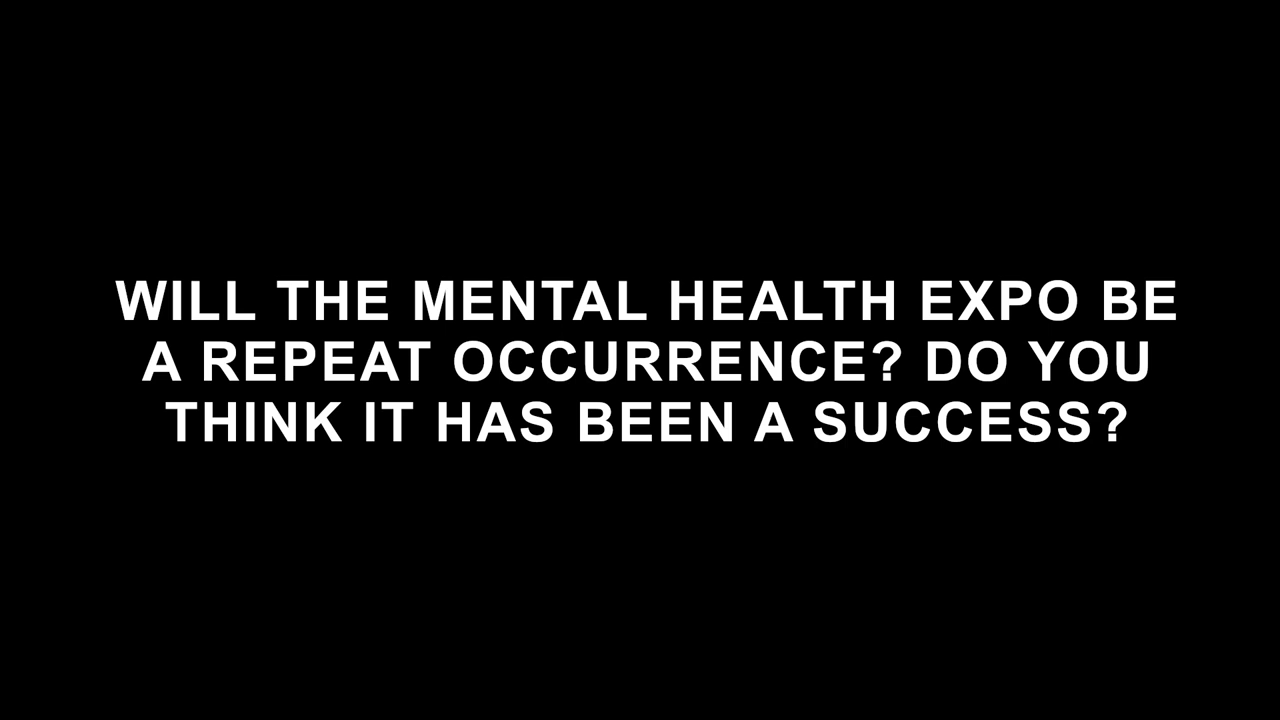 WILL THE MENTAL HEALTH EXPO BE
A REPEAT OCCURRENCE? DO YOU
THINK IT HAS BEEN A SUCCESS?